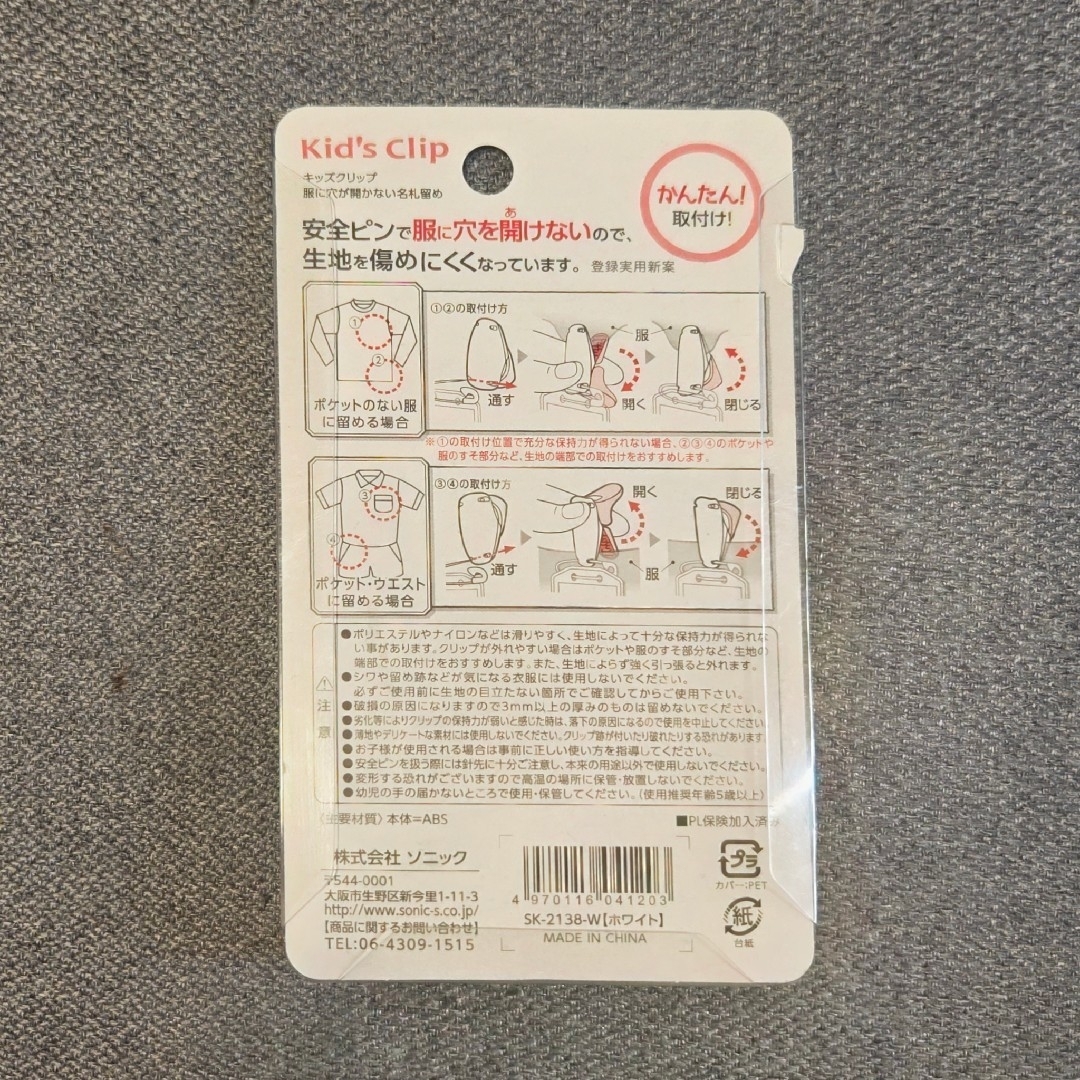 Kid's Clip
キッズクリップ
服に穴が開かない名札留め
かんたん!
取付け!
安全ピンで服に穴を開けないので、
あ
生地を傷めにくくなっています。 登録実用新案
①
②
ポケットのない服
に留める場合
①②の取付け方
通す
服
開く
閉じる
※①の取付け位置で充分な保持力が得られない場合、②③④のポケットや
服のすそ部分など、生地の端部での取付けをおすすめします。
③
④
ポケット・ウエスト
に留める場合
③④の取付け方
通す
開く
服
閉じる
注意
●ポリエステルやナイロンなどは滑りやすく、生地によって十分な保持力が得られな
い事があります。クリップが外れやすい場合はポケットや服のすそ部分など、生地の
端部での取付けをおすすめします。また、生地によらず強く引っ張ると外れます。
●シワや留め跡などが気になる衣服には使用しないでください。
必ずご使用前に生地の目立たない箇所でご確認してからご使用下さい。
●破損の原因になりますので3mm以上の厚みのものは留めないでください。
●劣化等によりクリップの保持力が弱いと感じた時は、落下の原因になるので使用を中止してください。
●薄地やデリケートな素材には使用しないでください。クリップ跡が付いたり破れたりする恐れがあります。
●お子様が使用される場合は事前に正しい使い方を指導してください。
●安全ピンを扱う際には針先に十分ご注意し、本来の用途以外で使用しないでください。
●変形する恐れがございますので高温の場所に保管・放置しないでください。
●幼児の手の届かないところで使用・保管してください。(使用推奨年齢5歳以上)
〈主要材質〉本体=ABS
■PL保険加入済み
株式会社 ソニック
〒544-0001
大阪市生野区新今里1-11-3
http://www.sonic-s.co.jp/
【商品に関するお問い合わせ】
TEL:06-4309-1515
4 970116 041203
SK-2138-W【ホワイト】
MADE IN CHINA
プラ
カバー:PET
紙
台紙